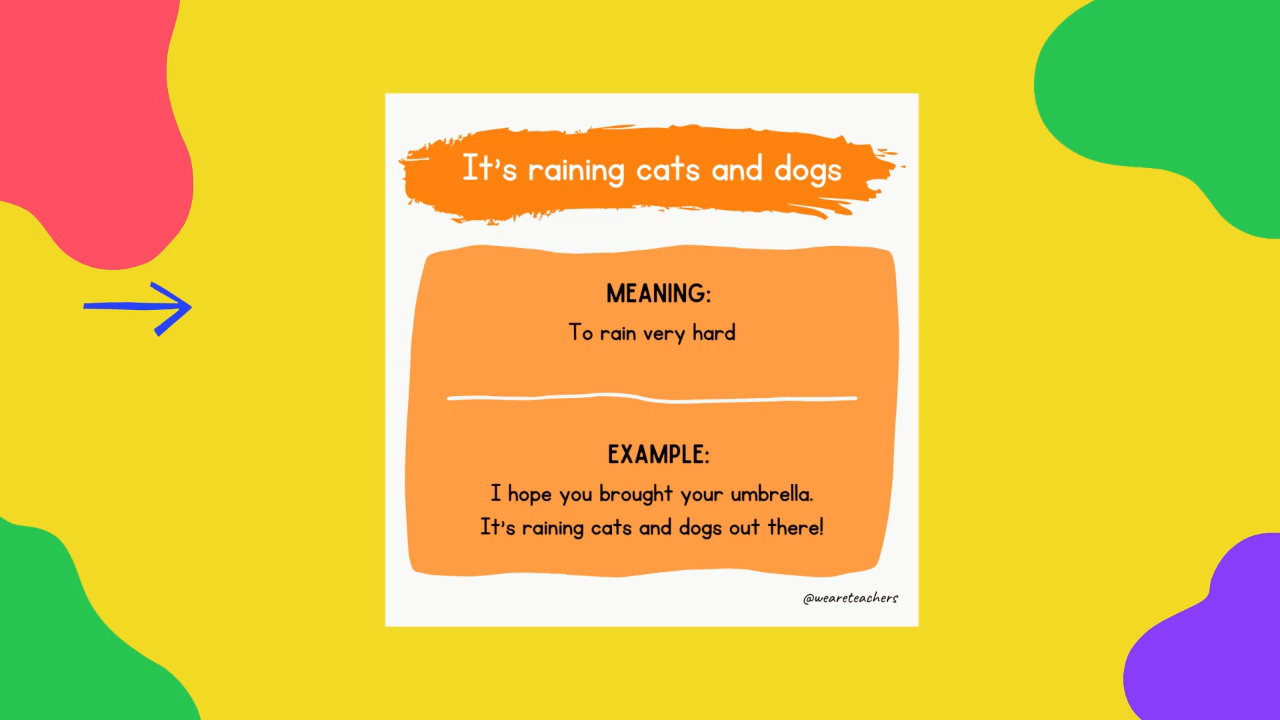 It's raining cats and dogs
MEANING:
To rain very hard
EXAMPLE:
I hope you brought your umbrella.
It's raining cats and dogs out there!
@weareteachers